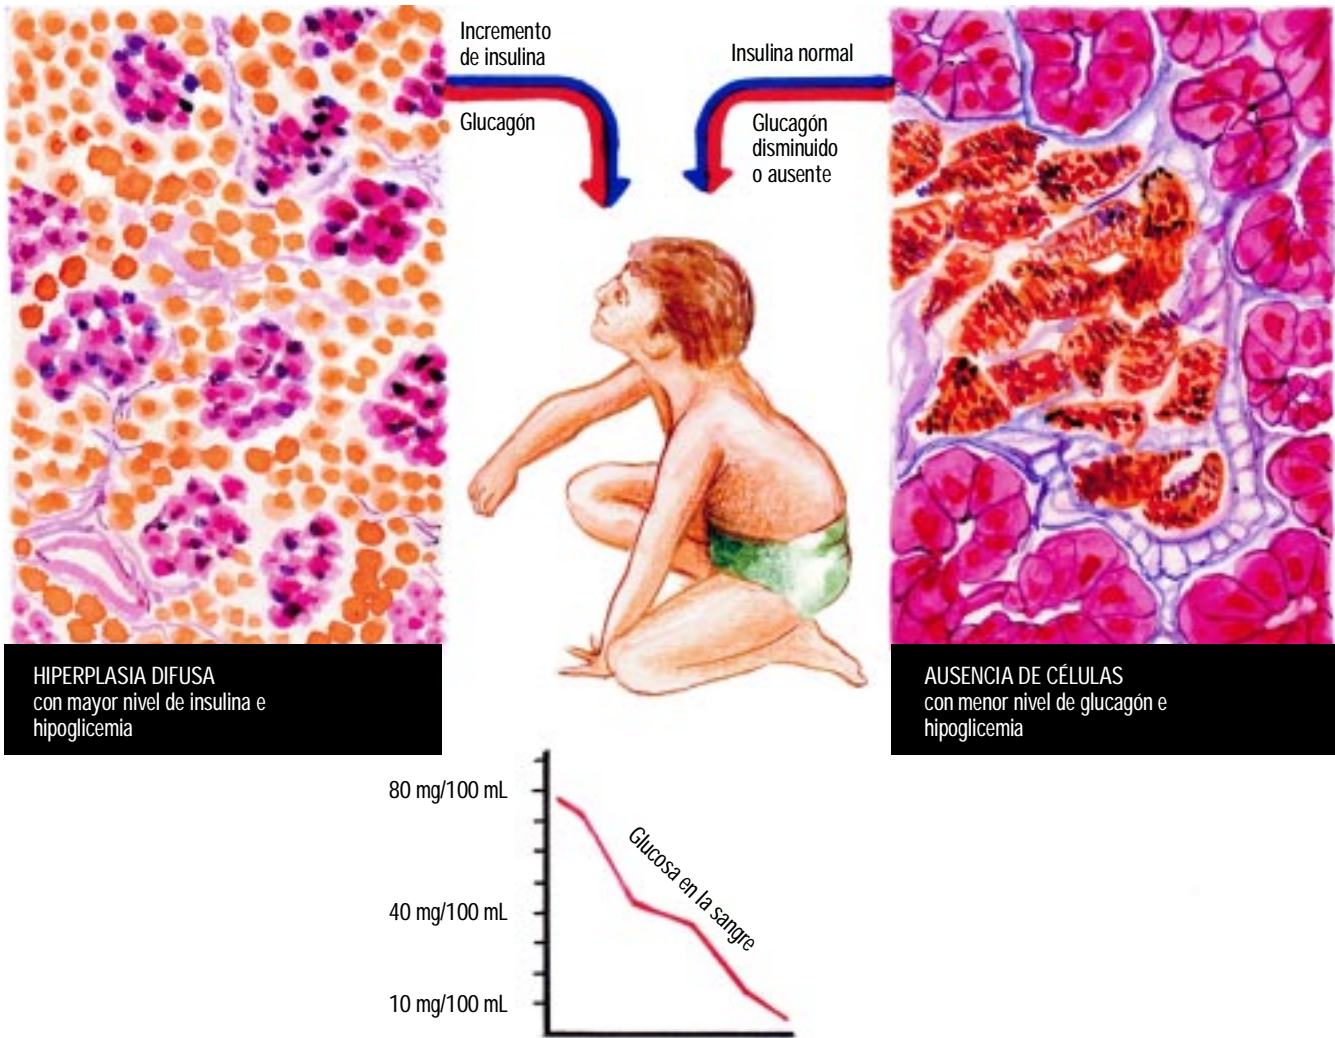 Incremento
de insulina
Glucagón
Insulina normal
Glucagón
disminuido
o ausente
HIPERPLASIA DIFUSA
con mayor nivel de insulina e
hipoglicemia
AUSENCIA DE CÉLULAS
con menor nivel de glucagón e
hipoglicemia
80 mg/100 mL
40 mg/100 mL
10 mg/100 mL
Glucosa en la sangre